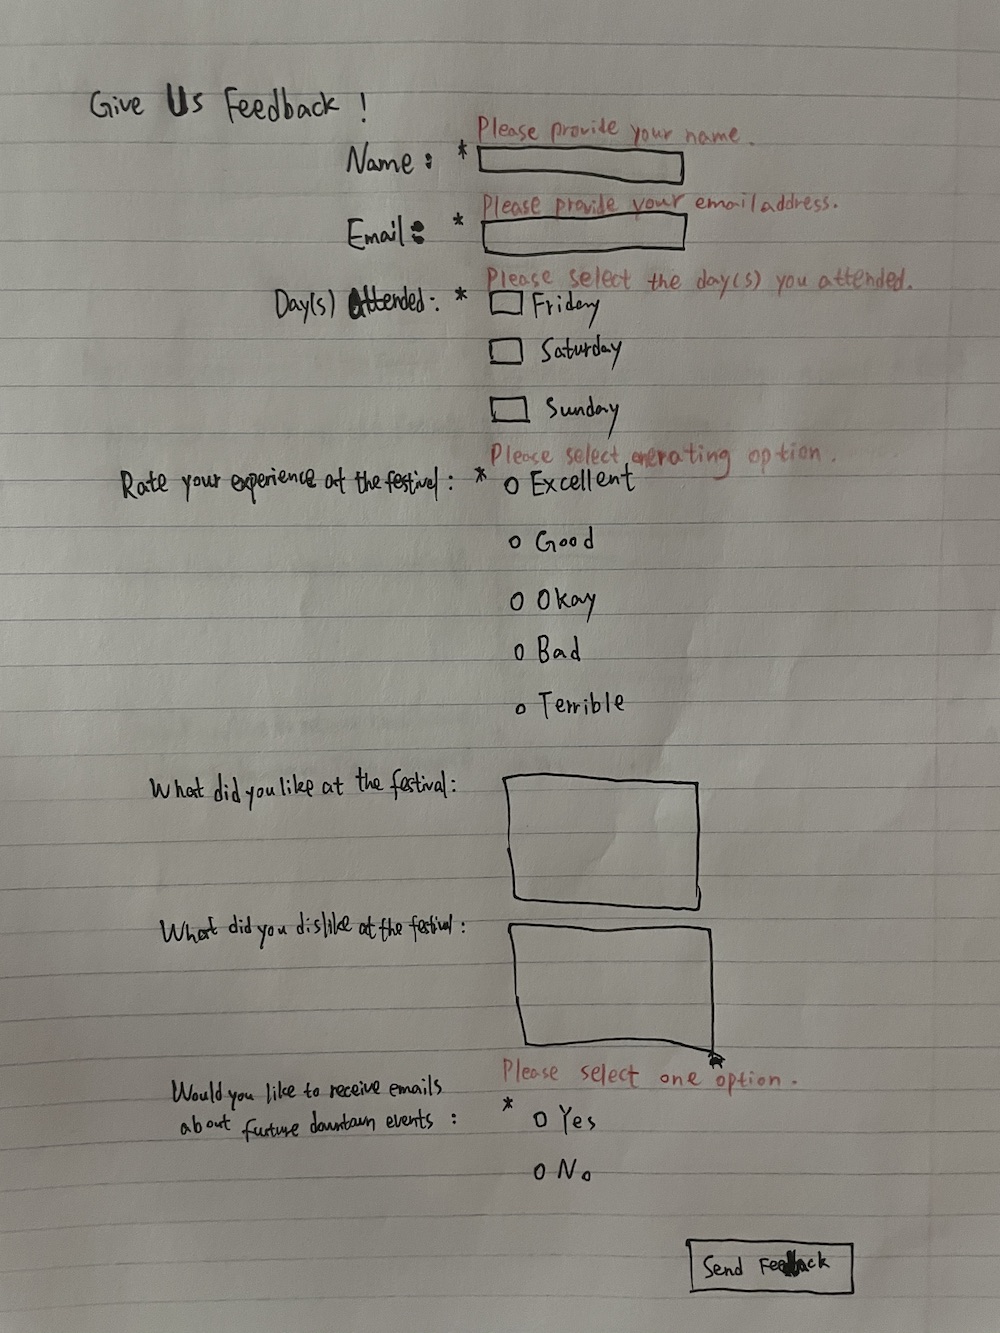 Give Us Feedback !
Please provide your name.
Name : *
Please provide your email address.
Email : *
Please select the day(s) you attended.
Day(s) Attended : * Friday
Saturday
Sunday
Please select one rating option.
Rate your experience at the festival : * Excellent
Good
Okay
Bad
Terrible
What did you like at the festival :
What did you dislike at the festival :
Please select one option.
Would you like to receive emails
about furture downtown events : * Yes
No
Send Feedback